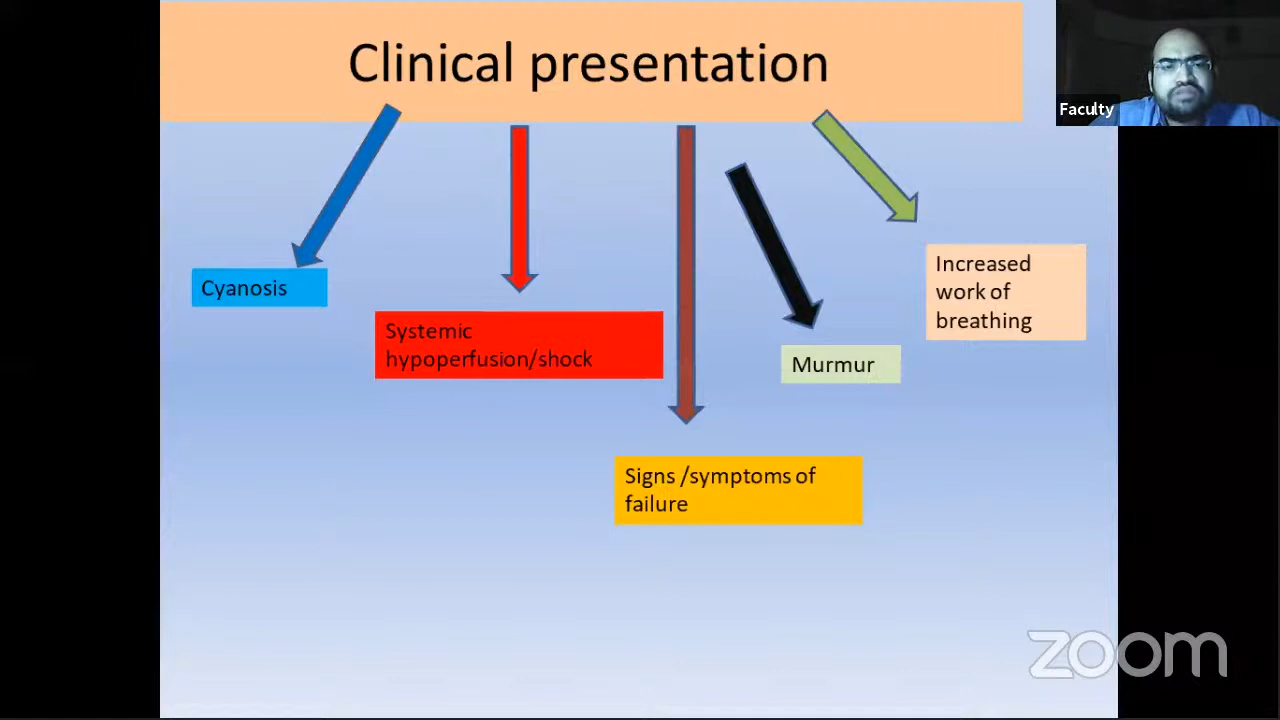 Clinical presentation
Faculty
Cyanosis
Systemic
hypoperfusion/shock
Signs /symptoms of
failure
Murmur
Increased
work of
breathing
zoom